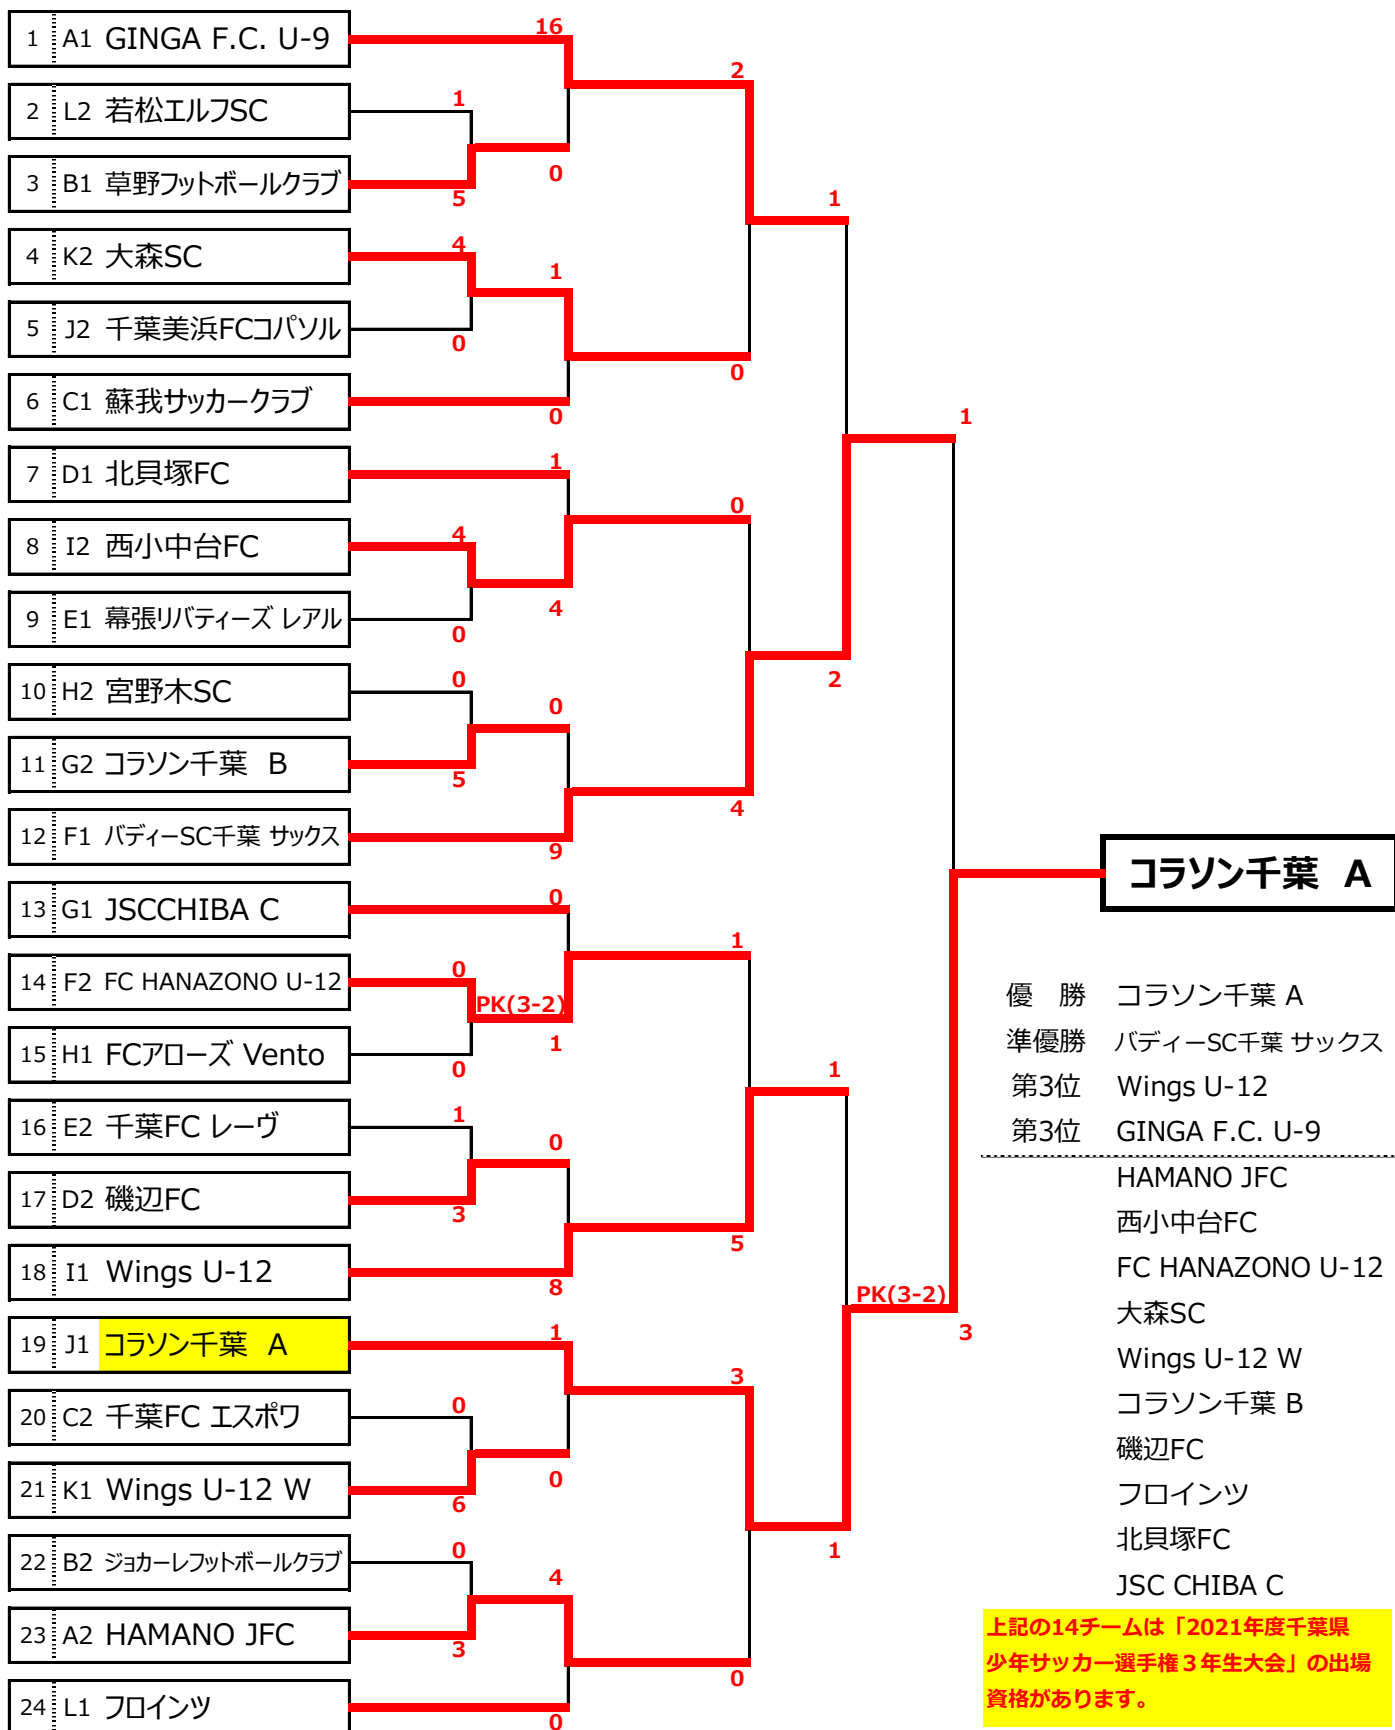 1 A1 GINGA F.C. U-9
2 L2 若松エルフSC
3 B1 草野フットボールクラブ
4 K2 大森SC
5 J2 千葉美浜FCコパソル
6 C1 蘇我サッカークラブ
7 D1 北貝塚FC
8 I2 西小中台FC
9 E1 幕張リバティーズ レアル
10 H2 宮野木SC
11 G2 コラソン千葉 B
12 F1 バディーSC千葉 サックス
13 G1 JSCCHIBA C
14 F2 FC HANAZONO U-12
15 H1 FCアローズ Vento
16 E2 千葉FC レーヴ
17 D2 磯辺FC
18 I1 Wings U-12
19 J1 コラソン千葉 A
20 C2 千葉FC エスポワ
21 K1 Wings U-12 W
22 B2 ジョカーレフットボールクラブ
23 A2 HAMANO JFC
24 L1 フロインツ
1
5
4
0
4
0
0
5
0
0
1
3
0
6
0
3
16
0
1
0
1
4
0
9
0
PK(3-2)
1
0
8
1
0
4
0
2
0
0
4
1
5
3
0
1
2
1
PK(3-2)
1
1
3
コラソン千葉 A
優 勝 コラソン千葉 A
準優勝 バディーSC千葉 サックス
第3位 Wings U-12
第3位 GINGA F.C. U-9
HAMANO JFC
西小中台FC
FC HANAZONO U-12
大森SC
Wings U-12 W
コラソン千葉 B
磯辺FC
フロインツ
北貝塚FC
JSC CHIBA C
上記の14チームは「2021年度千葉県
少年サッカー選手権３年生大会」の出場
資格があります。